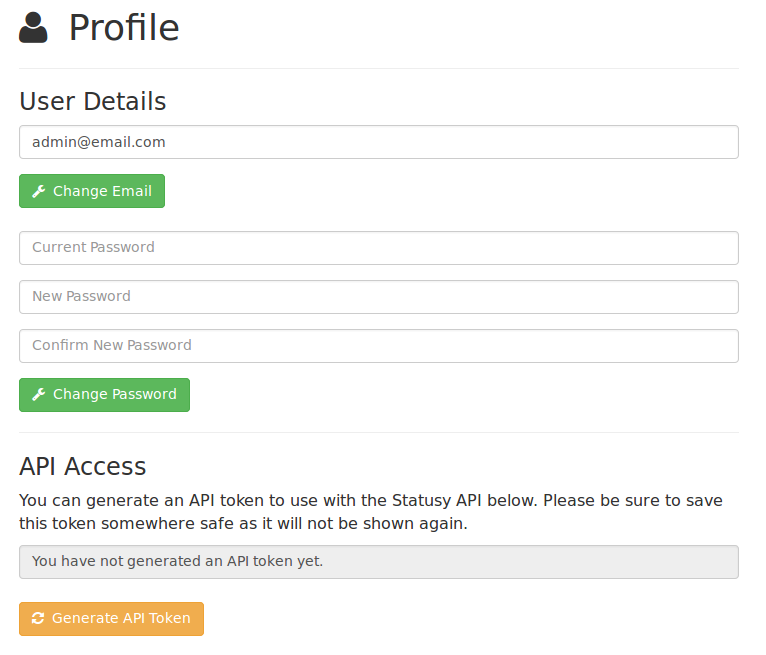 Profile
User Details
admin@email.com
Change Email
Current Password
New Password
Confirm New Password
Change Password
API Access
You can generate an API token to use with the Statusy API below. Please be sure to save
this token somewhere safe as it will not be shown again.
You have not generated an API token yet.
Generate API Token